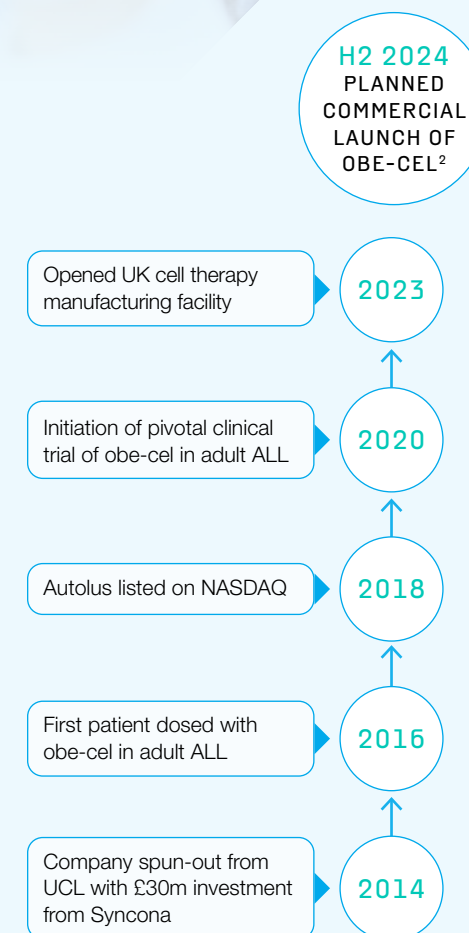 H2 2024
PLANNED
COMMERCIAL
LAUNCH OF
OBE-CEL²
Opened UK cell therapy
manufacturing facility
2023
Initiation of pivotal clinical
trial of obe-cel in adult ALL
2020
Autolus listed on NASDAQ
2018
First patient dosed with
obe-cel in adult ALL
2016
Company spun-out from
UCL with £30m investment
from Syncona
2014